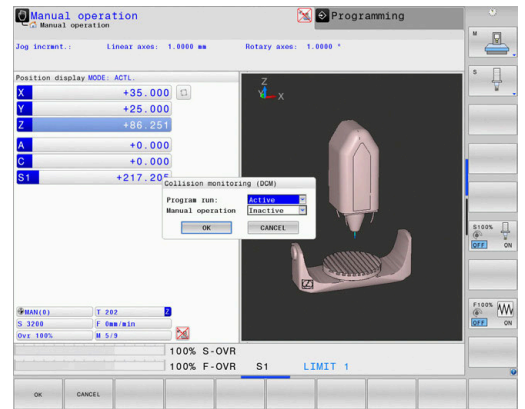 Manual operation
Manual operation
Programming
Jog incrmnt.: Linear axes: 1.0000 mm Rotary axes: 1.0000 °
Position display MODE: ACTL.
X +35.000
Y +25.000
Z +86.251
A +0.000
C +0.000
S1 +217.205
Z
Y X
Collision monitoring (DCM)
Program run: Active
Manual operation Inactive
OK CANCEL
MAN(0) T 202 Z
S 3200 F 0mm/min
Ovr 100% M 5/9
100% S-OVR
100% F-OVR S1 LIMIT 1
M
S
S100%
OFF ON
F100%
OFF ON
OK CANCEL